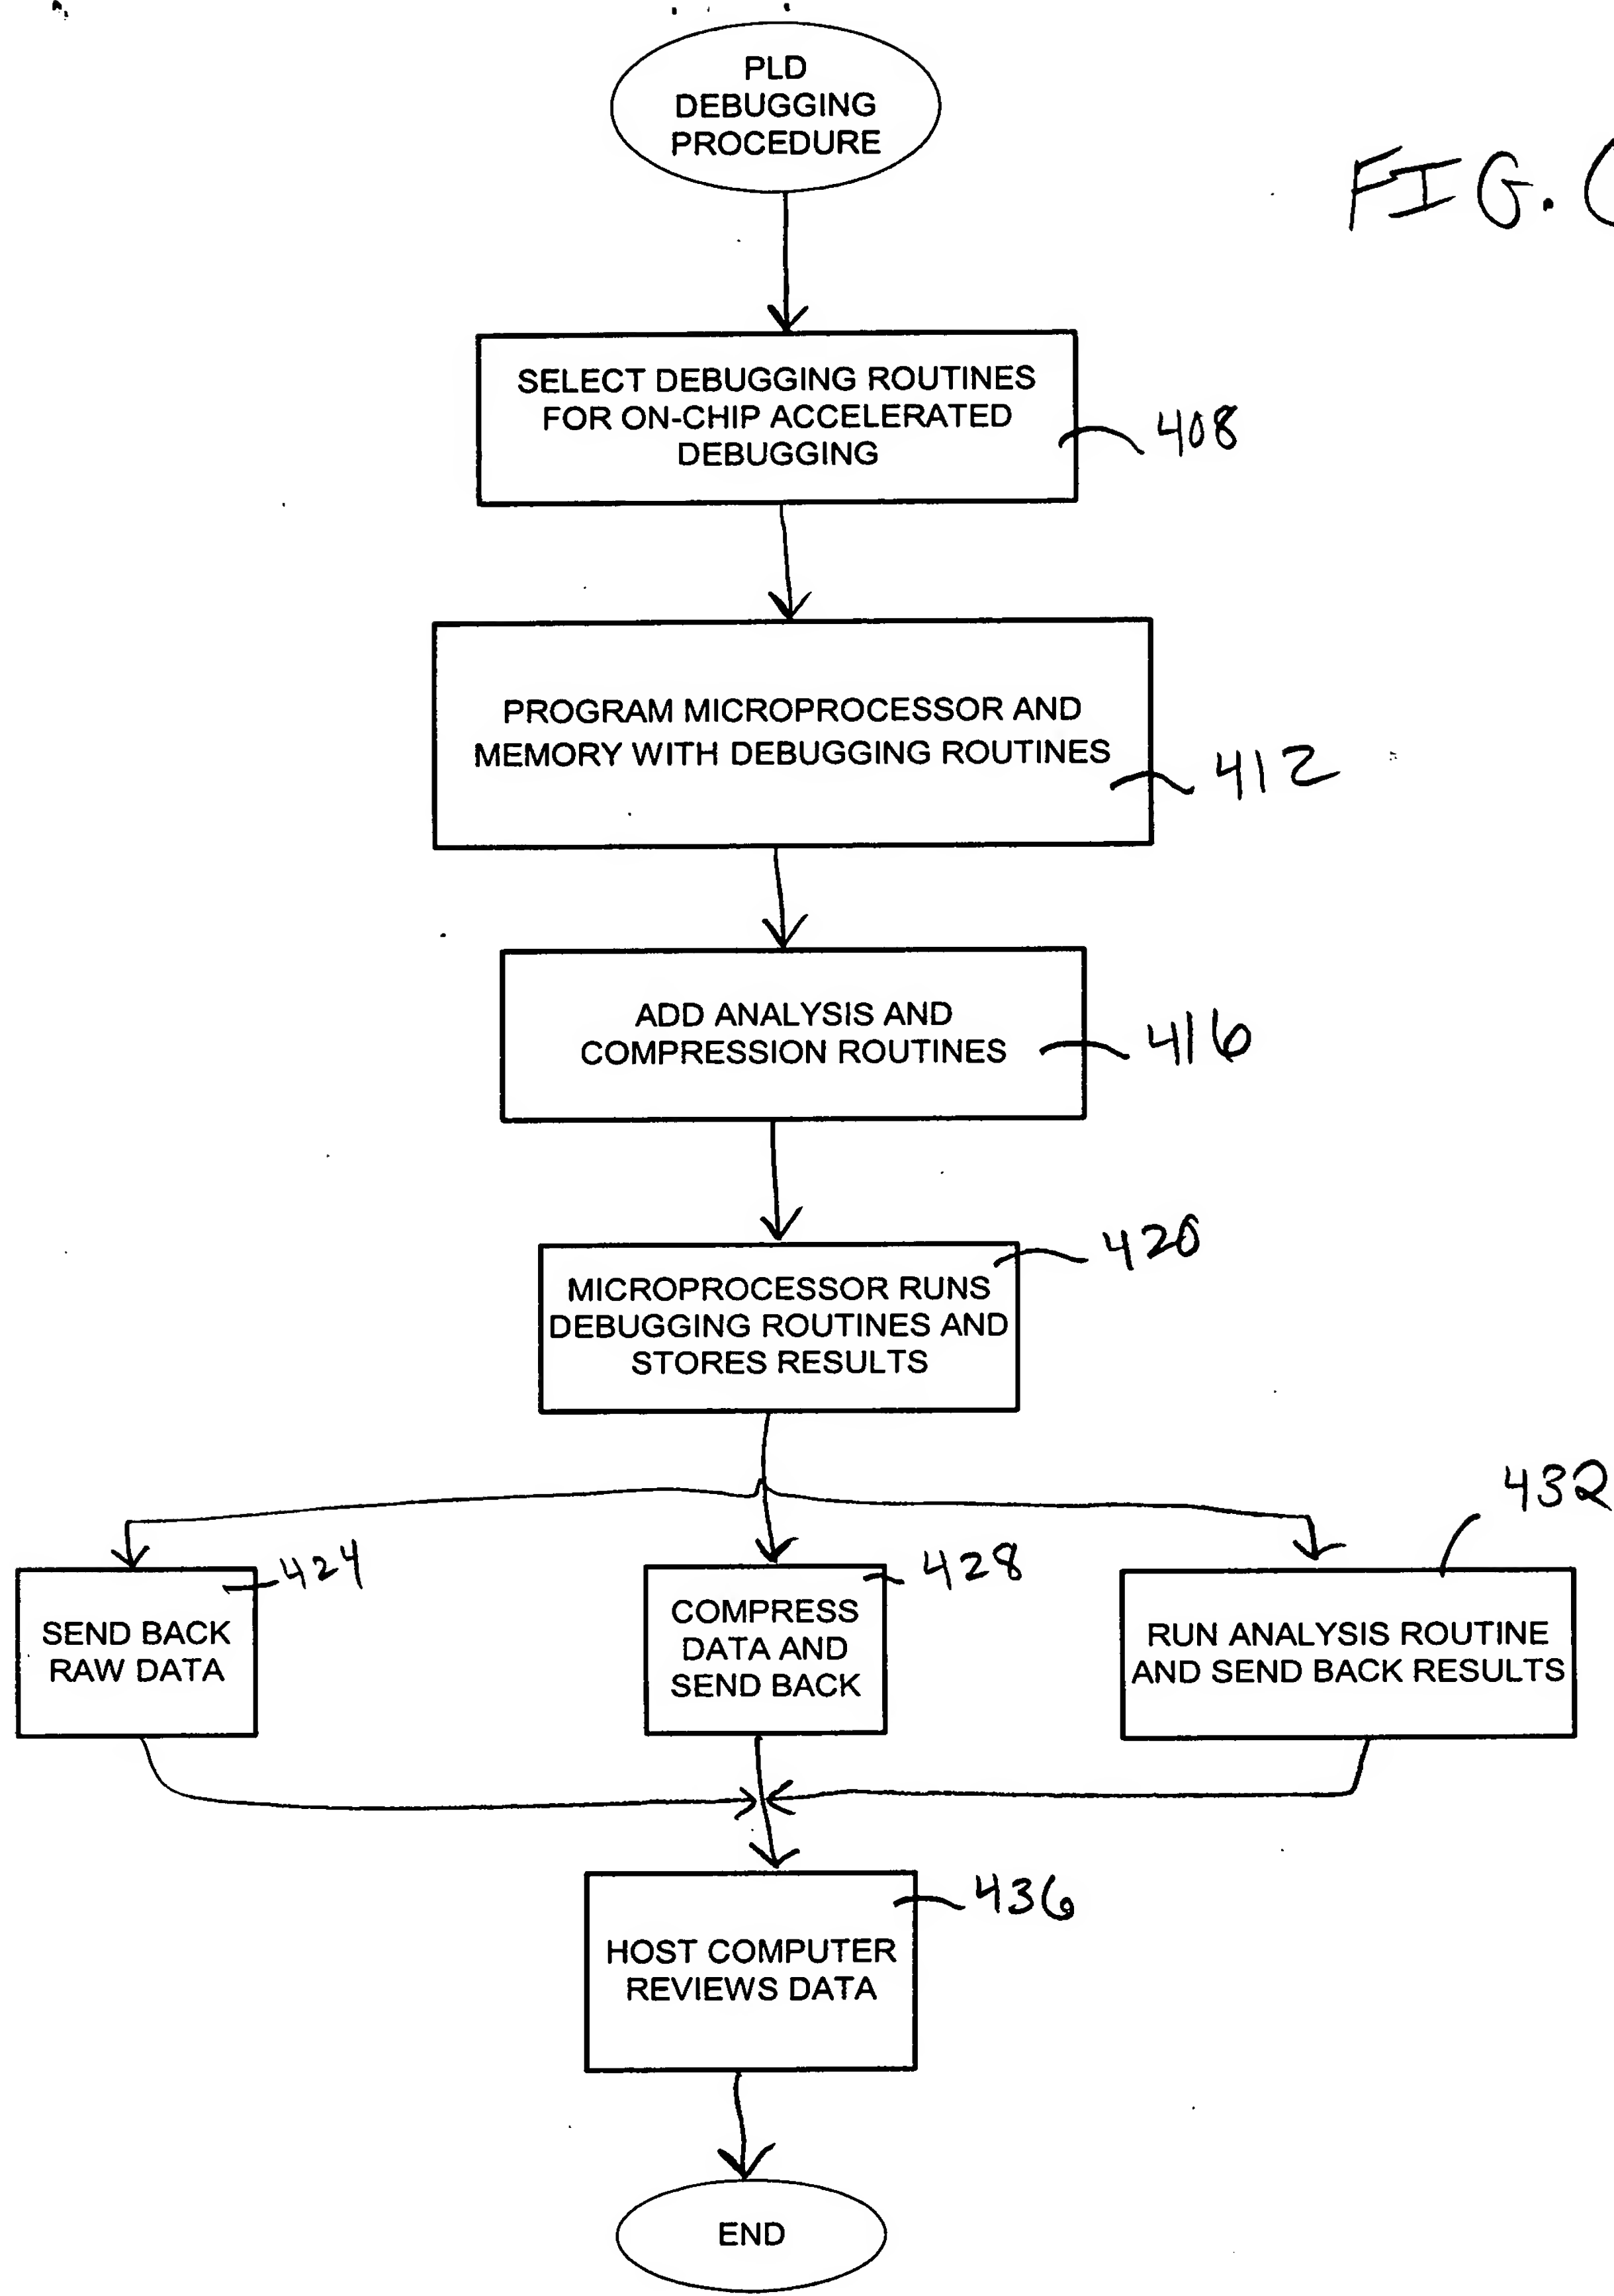 PLD
DEBUGGING
PROCEDURE
FIG.
SELECT DEBUGGING ROUTINES
FOR ON-CHIP ACCELERATED
DEBUGGING
408
PROGRAM MICROPROCESSOR AND
MEMORY WITH DEBUGGING ROUTINES
412
ADD ANALYSIS AND
COMPRESSION ROUTINES
416
420
MICROPROCESSOR RUNS
DEBUGGING ROUTINES AND
STORES RESULTS
424
SEND BACK
RAW DATA
428
COMPRESS
DATA AND
SEND BACK
432
RUN ANALYSIS ROUTINE
AND SEND BACK RESULTS
436
HOST COMPUTER
REVIEWS DATA
END